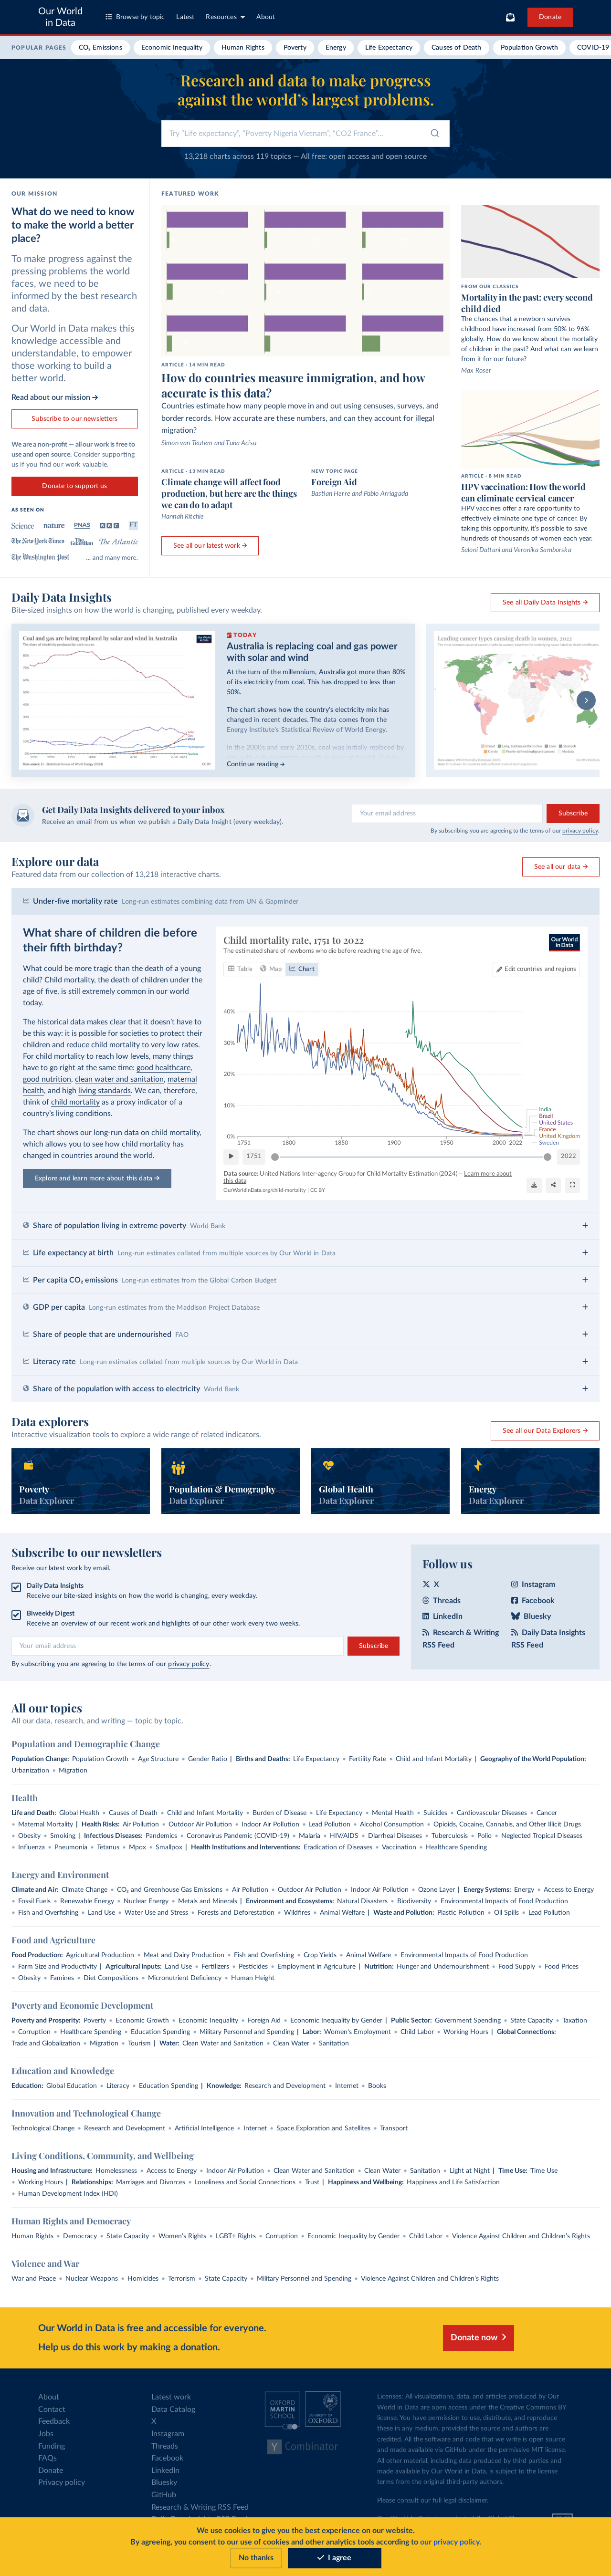 Our World
in Data
Browse by topic
Latest
Resources
About
Donate
POPULAR PAGES
CO₂ Emissions
Economic Inequality
Human Rights
Poverty
Energy
Life Expectancy
Causes of Death
Population Growth
COVID-19
Research and data to make progress
against the world's largest problems.
Try "Life expectancy", "Poverty Nigeria Vietnam", "CO2 France"...
13,218 charts across 119 topics — All free: open access and open source
OUR MISSION
What do we need to know
to make the world a better
place?
To make progress against the
pressing problems the world
faces, we need to be
informed by the best research
and data.
Our World in Data makes this
knowledge accessible and
understandable, to empower
those working to build a
better world.
Read about our mission →
Subscribe to our newsletters
We are a non-profit — all our work is free to
use and open source. Consider supporting
us if you find our work valuable.
Donate to support us
AS SEEN ON
Science
nature
PNAS
BBC
FT
The New York Times
The Guardian
The Atlantic
The Washington Post
... and many more.
FEATURED WORK
ARTICLE - 14 MIN READ
How do countries measure immigration, and how
accurate is this data?
Countries estimate how many people move in and out using censuses, surveys, and
border records. How accurate are these numbers, and can they account for illegal
migration?
Simon van Teutem and Tuna Acisu
ARTICLE - 13 MIN READ
Climate change will affect food
production, but here are the things
we can do to adapt
Hannah Ritchie
NEW TOPIC PAGE
Foreign Aid
Bastian Herre and Pablo Arriagada
See all our latest work →
FROM OUR CLASSICS
Mortality in the past: every second
child died
The chances that a newborn survives
childhood have increased from 50% to 96%
globally. How do we know about the mortality
of children in the past? And what can we learn
from it for our future?
Max Roser
ARTICLE - 8 MIN READ
HPV vaccination: How the world
can eliminate cervical cancer
HPV vaccines offer a rare opportunity to
effectively eliminate one type of cancer. By
taking this opportunity, it's possible to save
hundreds of thousands of women each year.
Saloni Dattani and Veronika Samborska
Daily Data Insights
Bite-sized insights on how the world is changing, published every weekday.
See all Daily Data Insights →
Coal and gas are being replaced by solar and wind in Australia
TODAY
Australia is replacing coal and gas power
with solar and wind
At the turn of the millennium, Australia got more than 80%
of its electricity from coal. This has dropped to less than
50%.
The chart shows how the country's electricity mix has
changed in recent decades. The data comes from the
Energy Institute's Statistical Review of World Energy.
In the 2000s and early 2010s, coal was initially replaced by
Continue reading →
Leading cancer types causing death in women, 2022
Get Daily Data Insights delivered to your inbox
Receive an email from us when we publish a Daily Data Insight (every weekday).
Your email address
Subscribe
By subscribing you are agreeing to the terms of our privacy policy.
Explore our data
Featured data from our collection of 13,218 interactive charts.
See all our data →
Under-five mortality rate Long-run estimates combining data from UN & Gapminder
What share of children die before
their fifth birthday?
What could be more tragic than the death of a young
child? Child mortality, the death of children under the
age of five, is still extremely common in our world
today.
The historical data makes clear that it doesn't have to
be this way: it is possible for societies to protect their
children and reduce child mortality to very low rates.
For child mortality to reach low levels, many things
have to go right at the same time: good healthcare,
good nutrition, clean water and sanitation, maternal
health, and high living standards. We can, therefore,
think of child mortality as a proxy indicator of a
country's living conditions.
The chart shows our long-run data on child mortality,
which allows you to see how child mortality has
changed in countries around the world.
Explore and learn more about this data →
Child mortality rate, 1751 to 2022
The estimated share of newborns who die before reaching the age of five.
Our World
in Data
Table
Map
Chart
Edit countries and regions
40%
30%
20%
10%
0%
1751
1800
1850
1900
1950
2000
2022
India
Brazil
United States
France
United Kingdom
Sweden
1751
2022
Data source: United Nations Inter-agency Group for Child Mortality Estimation (2024) – Learn more about
this data
OurWorldinData.org/child-mortality | CC BY
Share of population living in extreme poverty World Bank
Life expectancy at birth Long-run estimates collated from multiple sources by Our World in Data
Per capita CO₂ emissions Long-run estimates from the Global Carbon Budget
GDP per capita Long-run estimates from the Maddison Project Database
Share of people that are undernourished FAO
Literacy rate Long-run estimates collated from multiple sources by Our World in Data
Share of the population with access to electricity World Bank
Data explorers
Interactive visualization tools to explore a wide range of related indicators.
See all our Data Explorers →
Poverty
Data Explorer
Population & Demography
Data Explorer
Global Health
Data Explorer
Energy
Data Explorer
Subscribe to our newsletters
Receive our latest work by email.
Daily Data Insights
Receive our bite-sized insights on how the world is changing, every weekday.
Biweekly Digest
Receive an overview of our recent work and highlights of our other work every two weeks.
Your email address
Subscribe
By subscribing you are agreeing to the terms of our privacy policy.
Follow us
X
Instagram
Threads
Facebook
LinkedIn
Bluesky
Research & Writing
RSS Feed
Daily Data Insights
RSS Feed
All our topics
All our data, research, and writing — topic by topic.
Population and Demographic Change
Population Change: Population Growth • Age Structure • Gender Ratio | Births and Deaths: Life Expectancy • Fertility Rate • Child and Infant Mortality | Geography of the World Population:
Urbanization • Migration
Health
Life and Death: Global Health • Causes of Death • Child and Infant Mortality • Burden of Disease • Life Expectancy • Mental Health • Suicides • Cardiovascular Diseases • Cancer
• Maternal Mortality | Health Risks: Air Pollution • Outdoor Air Pollution • Indoor Air Pollution • Lead Pollution • Alcohol Consumption • Opioids, Cocaine, Cannabis, and Other Illicit Drugs
• Obesity • Smoking | Infectious Diseases: Pandemics • Coronavirus Pandemic (COVID-19) • Malaria • HIV/AIDS • Diarrheal Diseases • Tuberculosis • Polio • Neglected Tropical Diseases
• Influenza • Pneumonia • Tetanus • Mpox • Smallpox | Health Institutions and Interventions: Eradication of Diseases • Vaccination • Healthcare Spending
Energy and Environment
Climate and Air: Climate Change • CO₂ and Greenhouse Gas Emissions • Air Pollution • Outdoor Air Pollution • Indoor Air Pollution • Ozone Layer | Energy Systems: Energy • Access to Energy
• Fossil Fuels • Renewable Energy • Nuclear Energy • Metals and Minerals | Environment and Ecosystems: Natural Disasters • Biodiversity • Environmental Impacts of Food Production
• Fish and Overfishing • Land Use • Water Use and Stress • Forests and Deforestation • Wildfires • Animal Welfare | Waste and Pollution: Plastic Pollution • Oil Spills • Lead Pollution
Food and Agriculture
Food Production: Agricultural Production • Meat and Dairy Production • Fish and Overfishing • Crop Yields • Animal Welfare • Environmental Impacts of Food Production
• Farm Size and Productivity | Agricultural Inputs: Land Use • Fertilizers • Pesticides • Employment in Agriculture | Nutrition: Hunger and Undernourishment • Food Supply • Food Prices
• Obesity • Famines • Diet Compositions • Micronutrient Deficiency • Human Height
Poverty and Economic Development
Poverty and Prosperity: Poverty • Economic Growth • Economic Inequality • Foreign Aid • Economic Inequality by Gender | Public Sector: Government Spending • State Capacity • Taxation
• Corruption • Healthcare Spending • Education Spending • Military Personnel and Spending | Labor: Women's Employment • Child Labor • Working Hours | Global Connections:
Trade and Globalization • Migration • Tourism | Water: Clean Water and Sanitation • Clean Water • Sanitation
Education and Knowledge
Education: Global Education • Literacy • Education Spending | Knowledge: Research and Development • Internet • Books
Innovation and Technological Change
Technological Change • Research and Development • Artificial Intelligence • Internet • Space Exploration and Satellites • Transport
Living Conditions, Community, and Wellbeing
Housing and Infrastructure: Homelessness • Access to Energy • Indoor Air Pollution • Clean Water and Sanitation • Clean Water • Sanitation • Light at Night | Time Use: Time Use
• Working Hours | Relationships: Marriages and Divorces • Loneliness and Social Connections • Trust | Happiness and Wellbeing: Happiness and Life Satisfaction
• Human Development Index (HDI)
Human Rights and Democracy
Human Rights • Democracy • State Capacity • Women's Rights • LGBT+ Rights • Corruption • Economic Inequality by Gender • Child Labor • Violence Against Children and Children's Rights
Violence and War
War and Peace • Nuclear Weapons • Homicides • Terrorism • State Capacity • Military Personnel and Spending • Violence Against Children and Children's Rights
Our World in Data is free and accessible for everyone.
Help us do this work by making a donation.
Donate now
About
Contact
Feedback
Jobs
Funding
FAQs
Donate
Privacy policy
Latest work
Data Catalog
X
Instagram
Threads
Facebook
LinkedIn
Bluesky
GitHub
Research & Writing RSS Feed
OXFORD
MARTIN
SCHOOL
UNIVERSITY OF
OXFORD
Y Combinator
Licenses: All visualizations, data, and articles produced by Our
World in Data are open access under the Creative Commons BY
license. You have permission to use, distribute, and reproduce
these in any medium, provided the source and authors are
credited. All the software and code that we write is open source
and made available via GitHub under the permissive MIT license.
All other material, including data produced by third parties and
made available by Our World in Data, is subject to the license
terms from the original third-party authors.
Please consult our full legal disclaimer.
We use cookies to give you the best experience on our website.
By agreeing, you consent to our use of cookies and other analytics tools according to our privacy policy.
No thanks
I agree